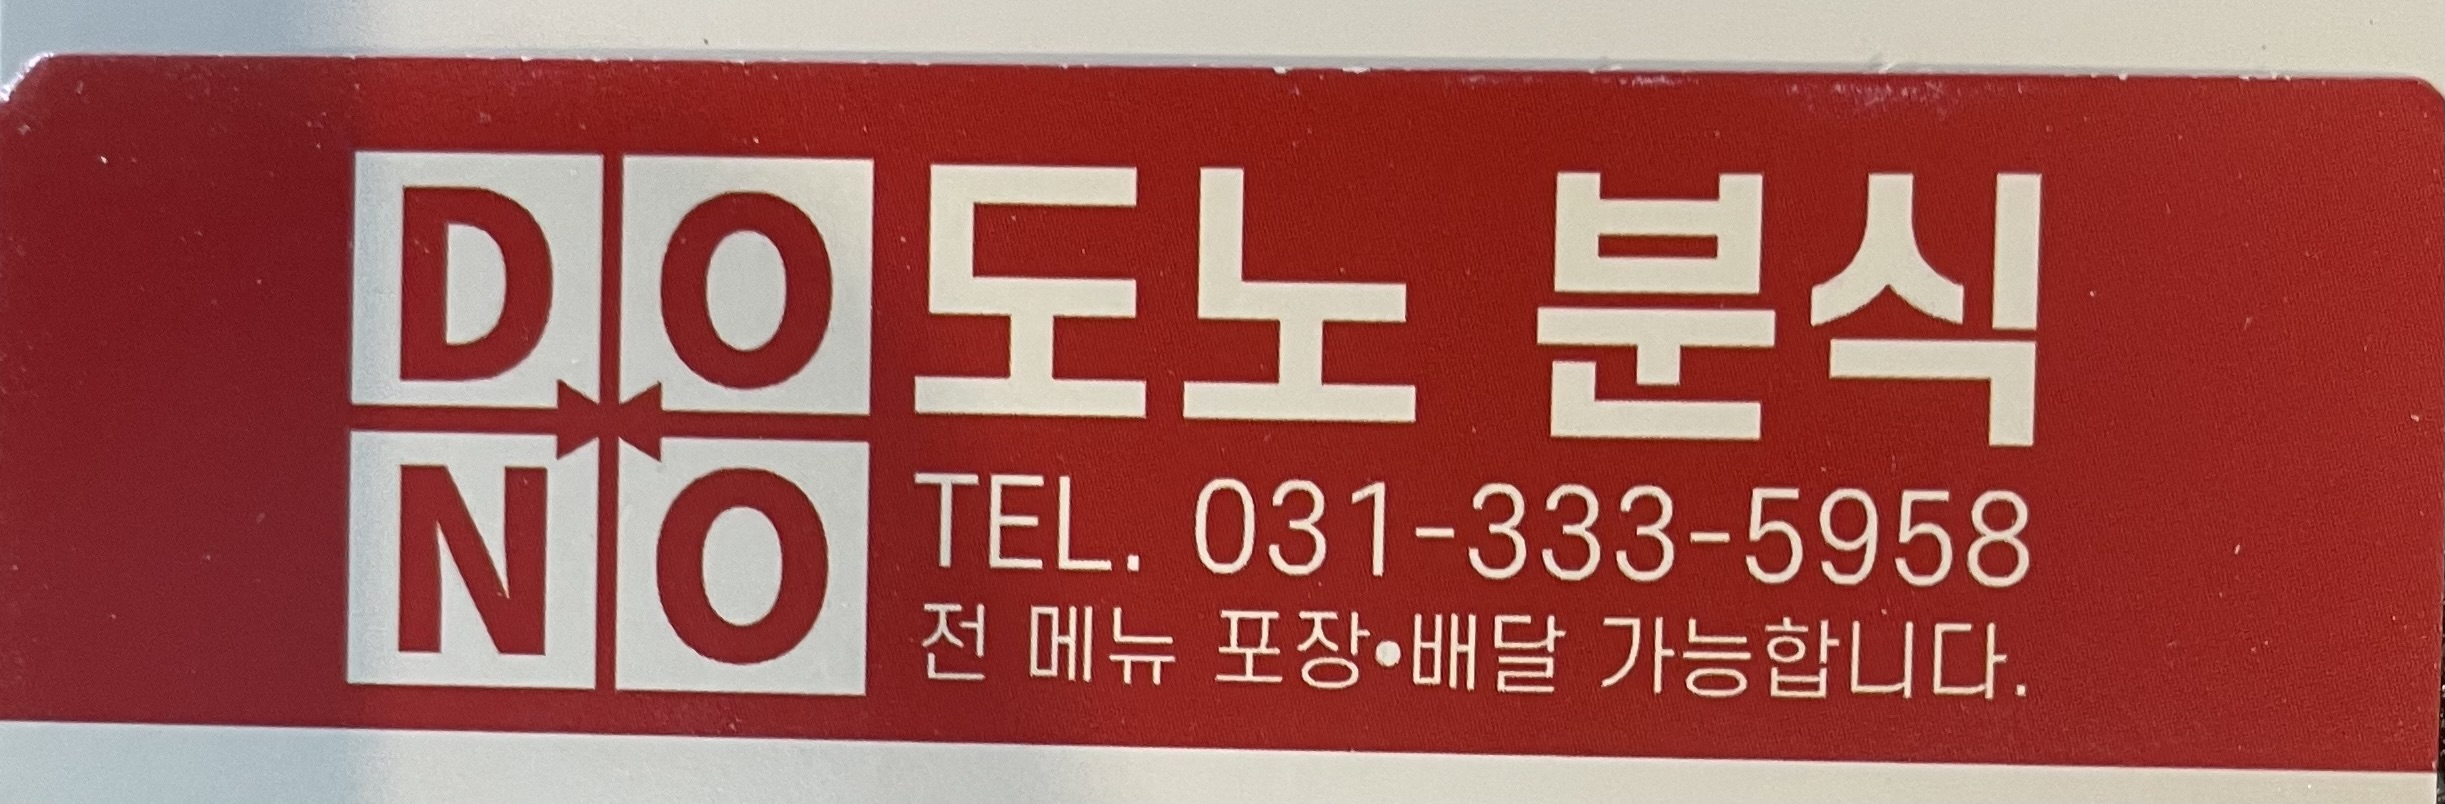 DO
NO
도노 분식
TEL. 031-333-5958
전 메뉴 포장•배달 가능합니다.